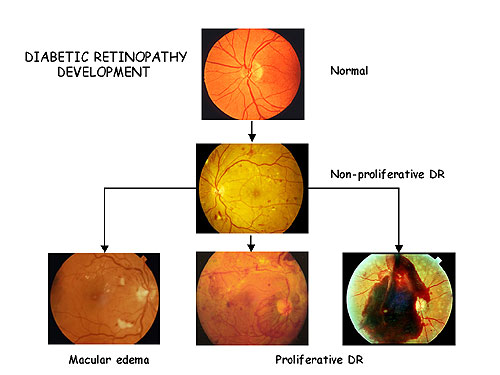 DIABETIC RETINOPATHY
DEVELOPMENT
Normal
Non-proliferative DR
Macular edema
Proliferative DR